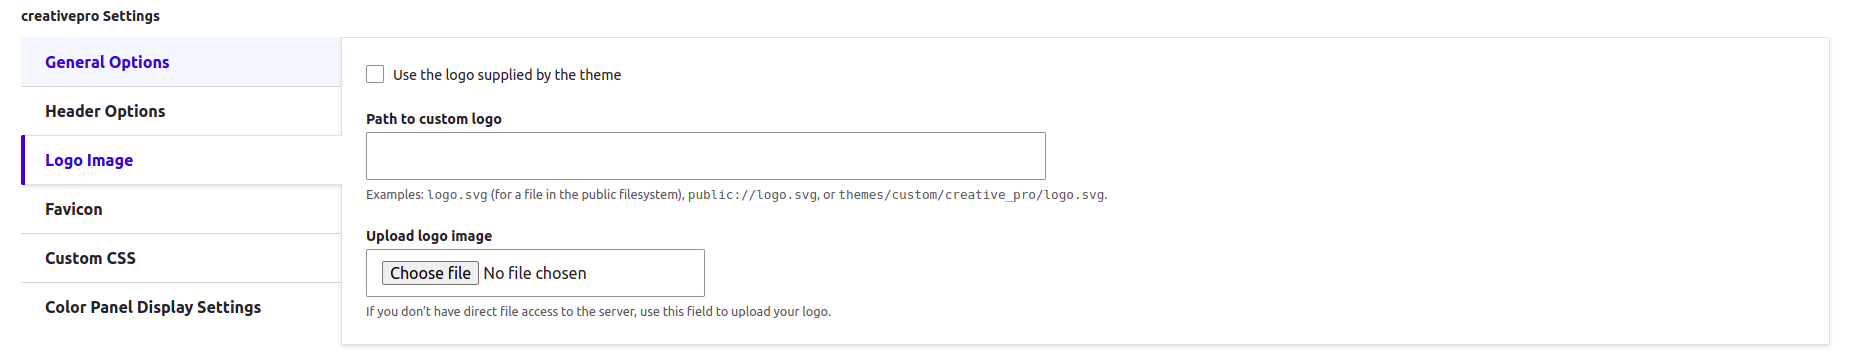 creativepro Settings
General Options
Header Options
Logo Image
Favicon
Custom CSS
Color Panel Display Settings
Use the logo supplied by the theme
Path to custom logo
Examples: logo.svg (for a file in the public filesystem), public://logo.svg, or themes/custom/creative_pro/logo.svg.
Upload logo image
Choose file No file chosen
If you don't have direct file access to the server, use this field to upload your logo.